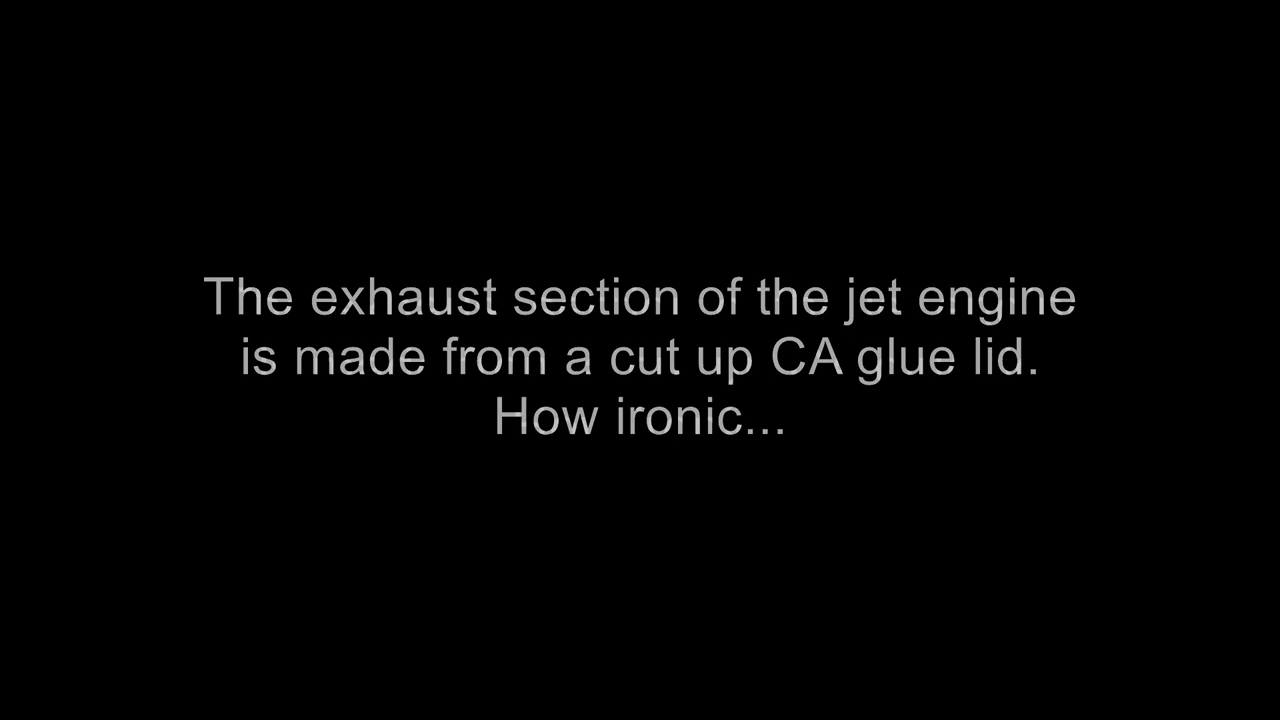 The exhaust section of the jet engine
is made from a cut up CA glue lid.
How ironic...